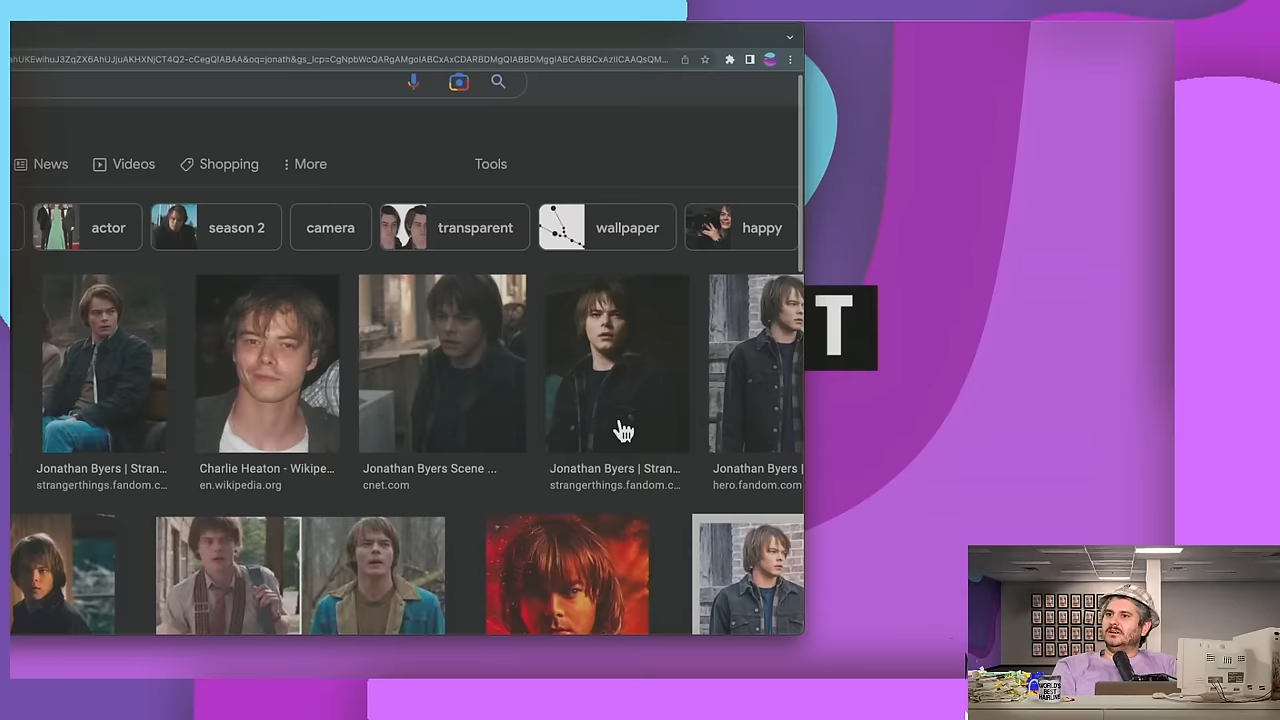 News
Videos
Shopping
More
Tools
actor
season 2
camera
transparent
wallpaper
happy
T
Jonathan Byers | Stran...
Charlie Heaton - Wikipe...
Jonathan Byers Scene ...
Jonathan Byers | Stran...
Jonathan Byers |
strangerthings.fandom.c...
en.wikipedia.org
cnet.com
strangerthings.fandom.c...
hero.fandom.com
WORLD'S
BEST